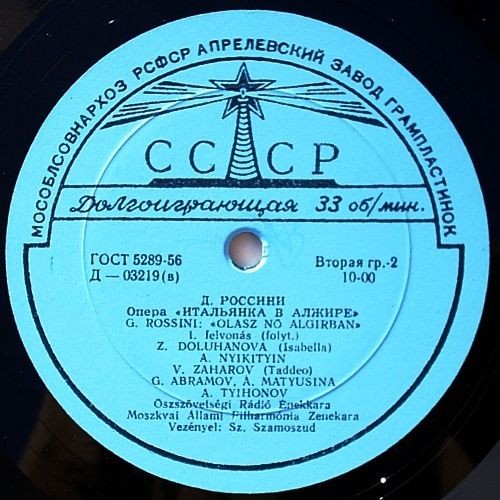 МОСОБЛСОВНАРХОЗ РСФСР АПРЕЛЕВСКИЙ ЗАВОД ГРАМПЛАСТИНОК
СССР
Долгоиграющая 33 об/мин.
ГОСТ 5289-56
Д — 03219 (в)
Вторая гр.-2
10-00
Д. РОССИНИ
Опера «ИТАЛЬЯНКА В АЛЖИРЕ»
G. ROSSINI: «OLASZ NŐ ALGIRBAN»
I. felvonás (folyt.)
Z. DOLUHANOVA (Isabella)
A. NYIKITYIN
V. ZAHAROV (Taddeo)
G. ABRAMOV, A. MATYUSINA
A. TYIHONOV
Oszszövetségi Rádió Énekkara
Moszkvai Állami Filharmónia Zenekara
Vezényel: Sz. Szamoszud